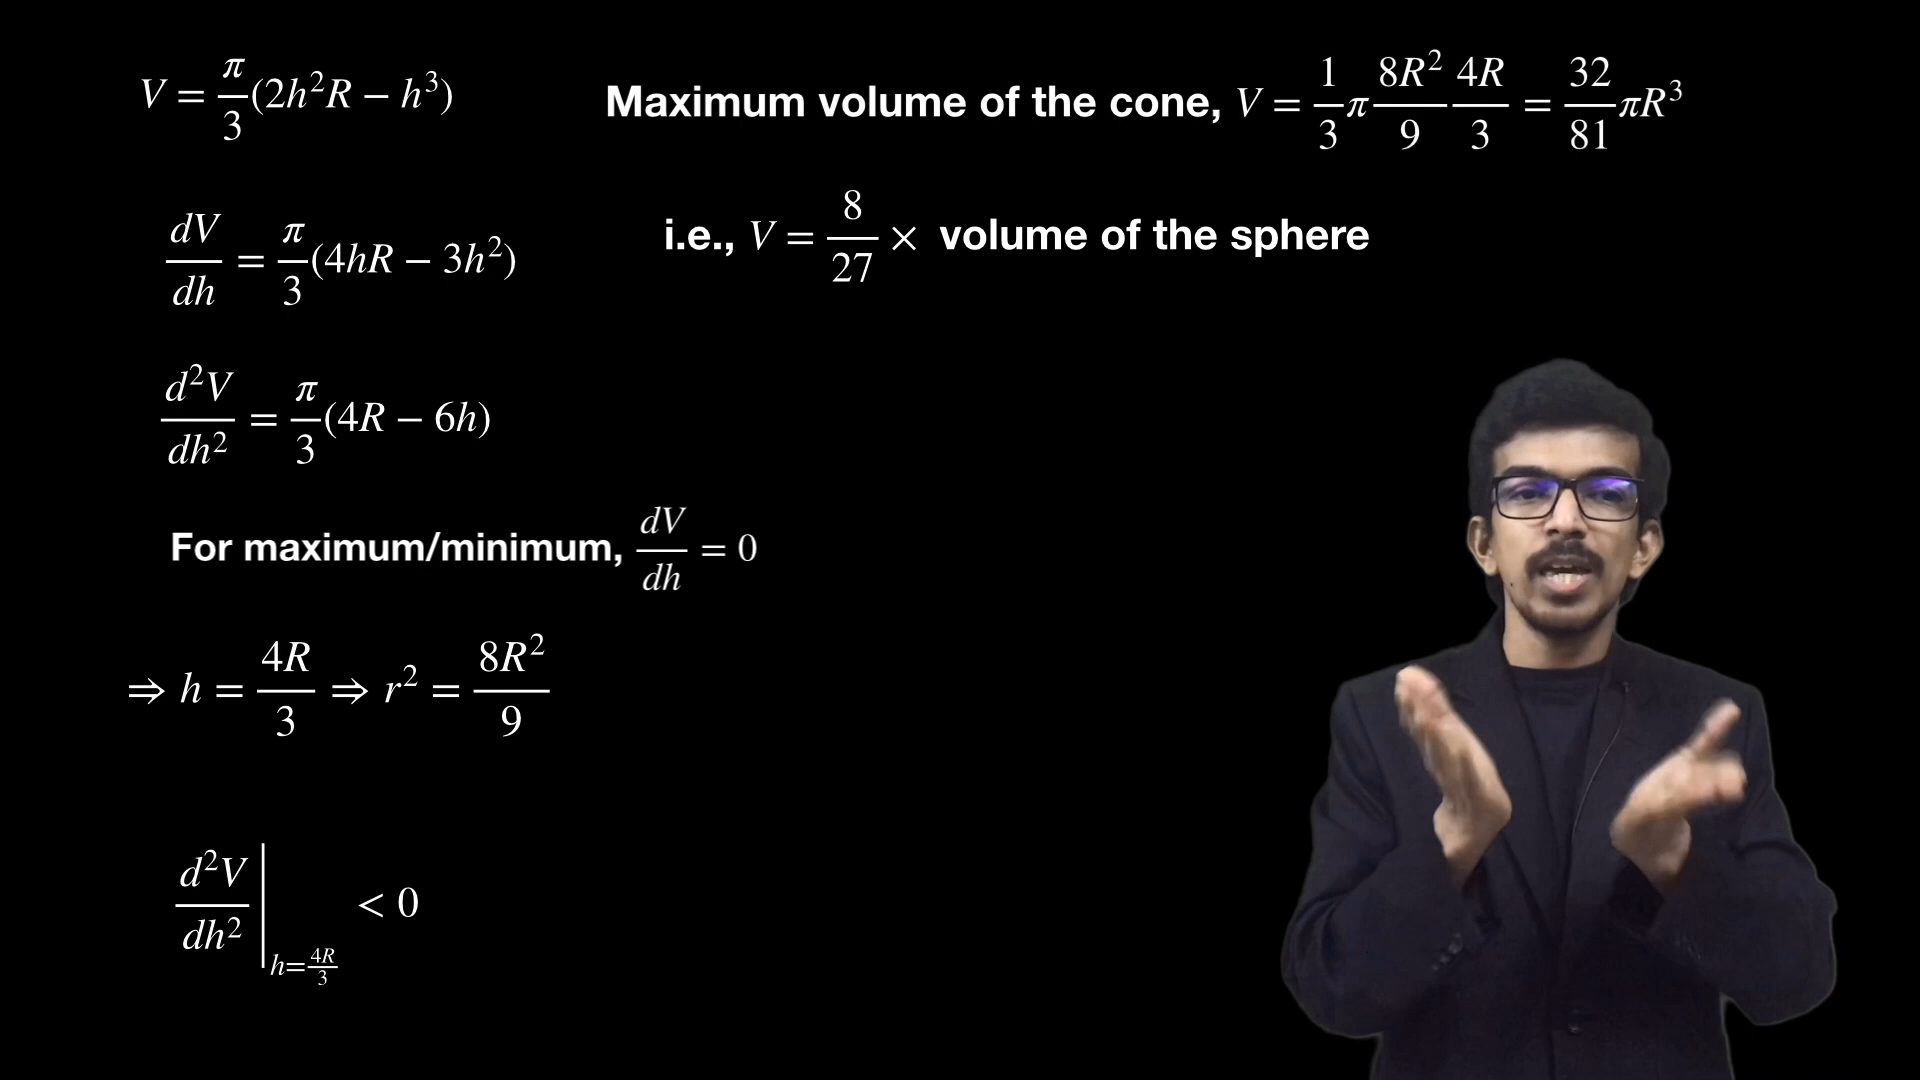 V = π/3(2h²R − h³)
dV/dh = π/3(4hR − 3h²)
d²V/dh² = π/3(4R − 6h)
For maximum/minimum, dV/dh = 0
⇒ h = 4R/3 ⇒ r² = 8R²/9
d²V/dh² |h=4R/3 < 0
Maximum volume of the cone, V = 1/3 π 8R²/9 4R/3 = 32/81 πR³
i.e., V = 8/27 × volume of the sphere